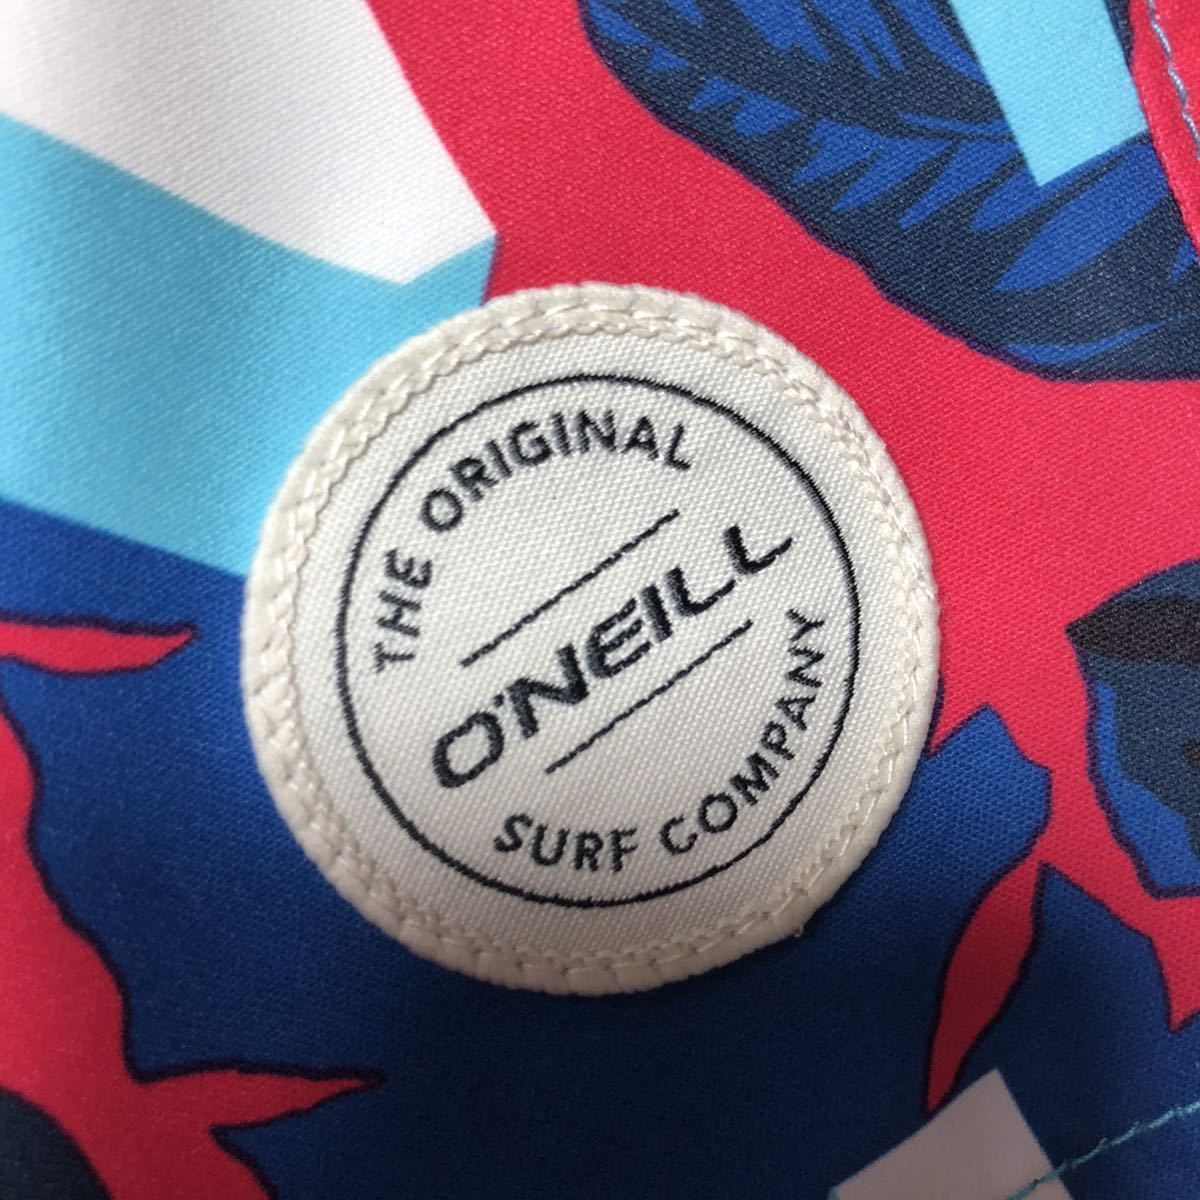 THE ORIGINAL
O'NEILL
SURF COMPANY